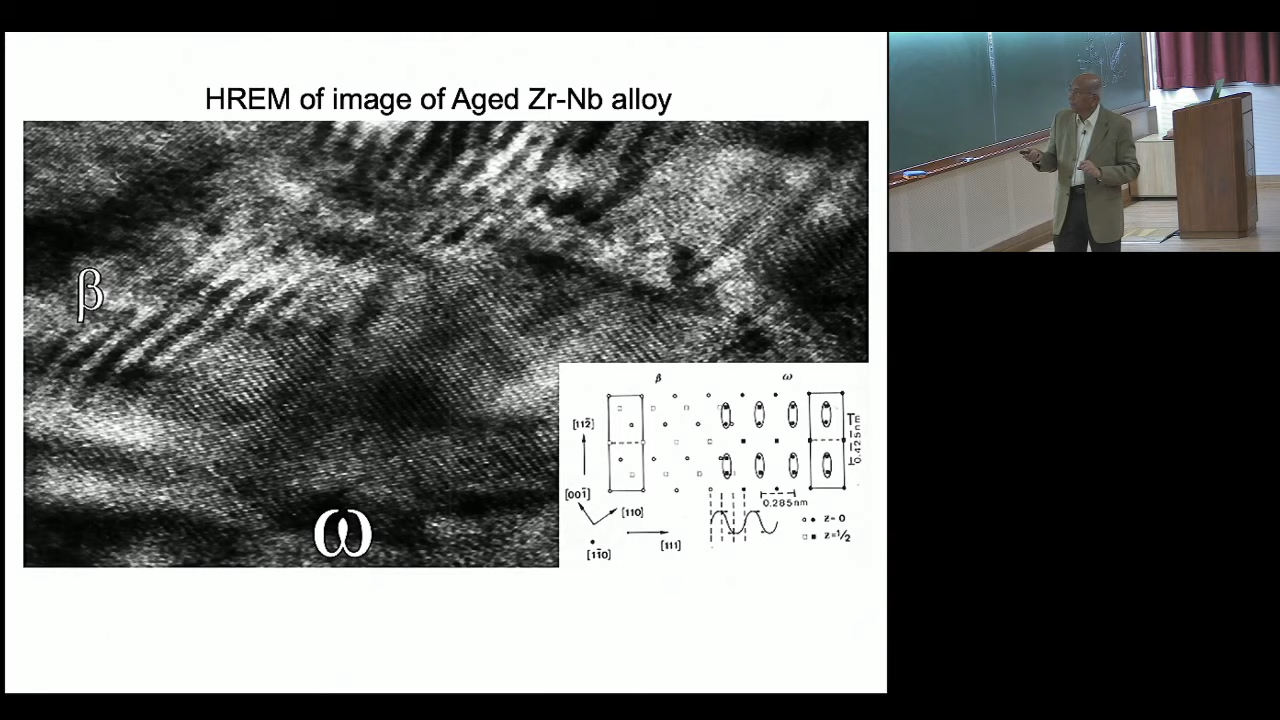 HREM of image of Aged Zr-Nb alloy
β
ω
β ω
[112̄]
0.425nm
[001̄]
[110]
0.285nm
z=0
[111]
z=1/2
[11̄0]